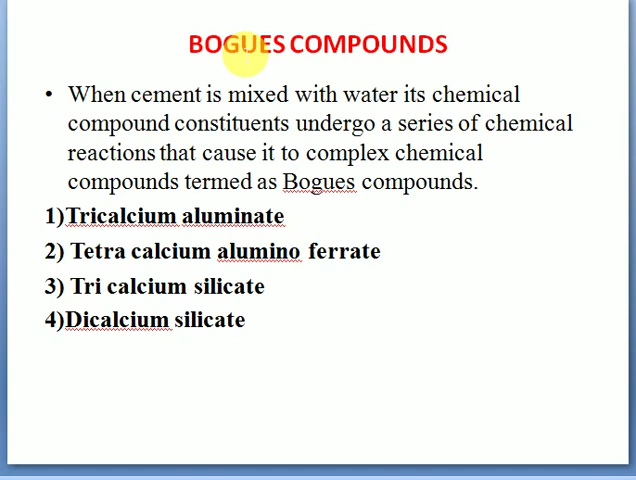 BOGUES COMPOUNDS
• When cement is mixed with water its chemical
compound constituents undergo a series of chemical
reactions that cause it to complex chemical
compounds termed as Bogues compounds.
1)Tricalcium aluminate
2) Tetra calcium alumino ferrate
3) Tri calcium silicate
4)Dicalcium silicate